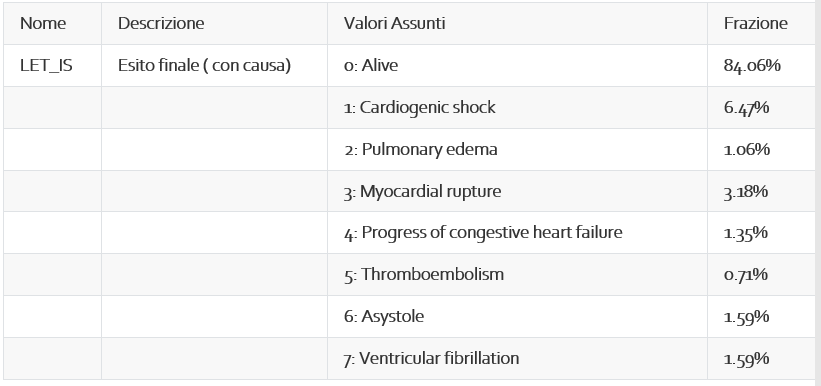 Nome Descrizione Valori Assunti Frazione
LET_IS Esito finale ( con causa) 0: Alive 84.06%
1: Cardiogenic shock 6.47%
2: Pulmonary edema 1.06%
3: Myocardial rupture 3.18%
4: Progress of congestive heart failure 1.35%
5: Thromboembolism 0.71%
6: Asystole 1.59%
7: Ventricular fibrillation 1.59%